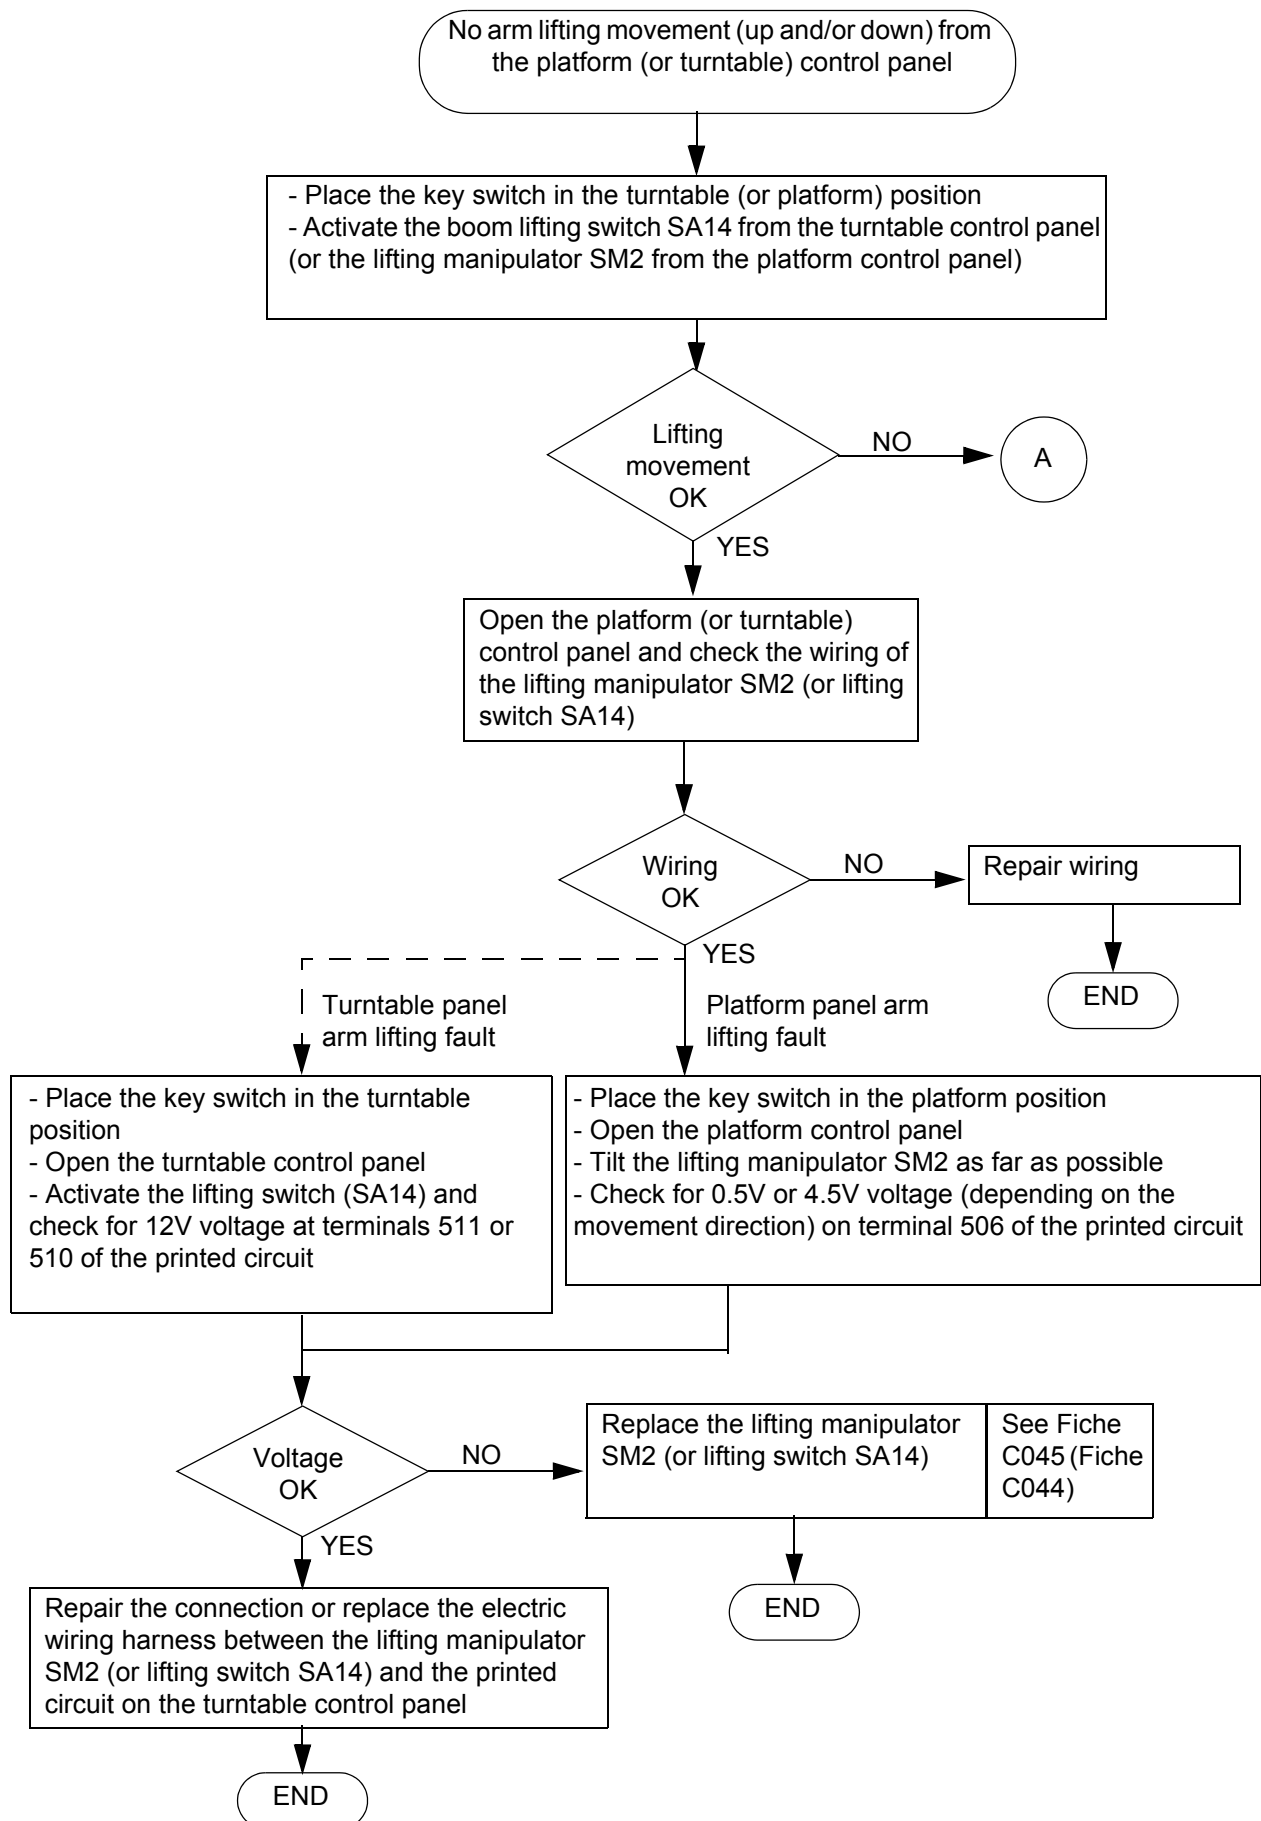 No arm lifting movement (up and/or down) from
the platform (or turntable) control panel
- Place the key switch in the turntable (or platform) position
- Activate the boom lifting switch SA14 from the turntable control panel
(or the lifting manipulator SM2 from the platform control panel)
Lifting
movement
OK
NO
A
YES
Open the platform (or turntable)
control panel and check the wiring of
the lifting manipulator SM2 (or lifting
switch SA14)
Wiring
OK
NO
Repair wiring
END
YES
Turntable panel
arm lifting fault
Platform panel arm
lifting fault
- Place the key switch in the turntable
position
- Open the turntable control panel
- Activate the lifting switch (SA14) and
check for 12V voltage at terminals 511 or
510 of the printed circuit
- Place the key switch in the platform position
- Open the platform control panel
- Tilt the lifting manipulator SM2 as far as possible
- Check for 0.5V or 4.5V voltage (depending on the
movement direction) on terminal 506 of the printed circuit
Voltage
OK
NO
Replace the lifting manipulator
SM2 (or lifting switch SA14)
See Fiche
C045 (Fiche
C044)
END
YES
Repair the connection or replace the electric
wiring harness between the lifting manipulator
SM2 (or lifting switch SA14) and the printed
circuit on the turntable control panel
END